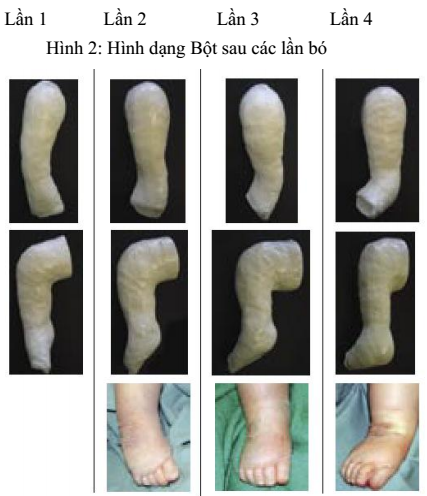 Lần 1 Lần 2 Lần 3 Lần 4
Hình 2: Hình dạng Bột sau các lần bó